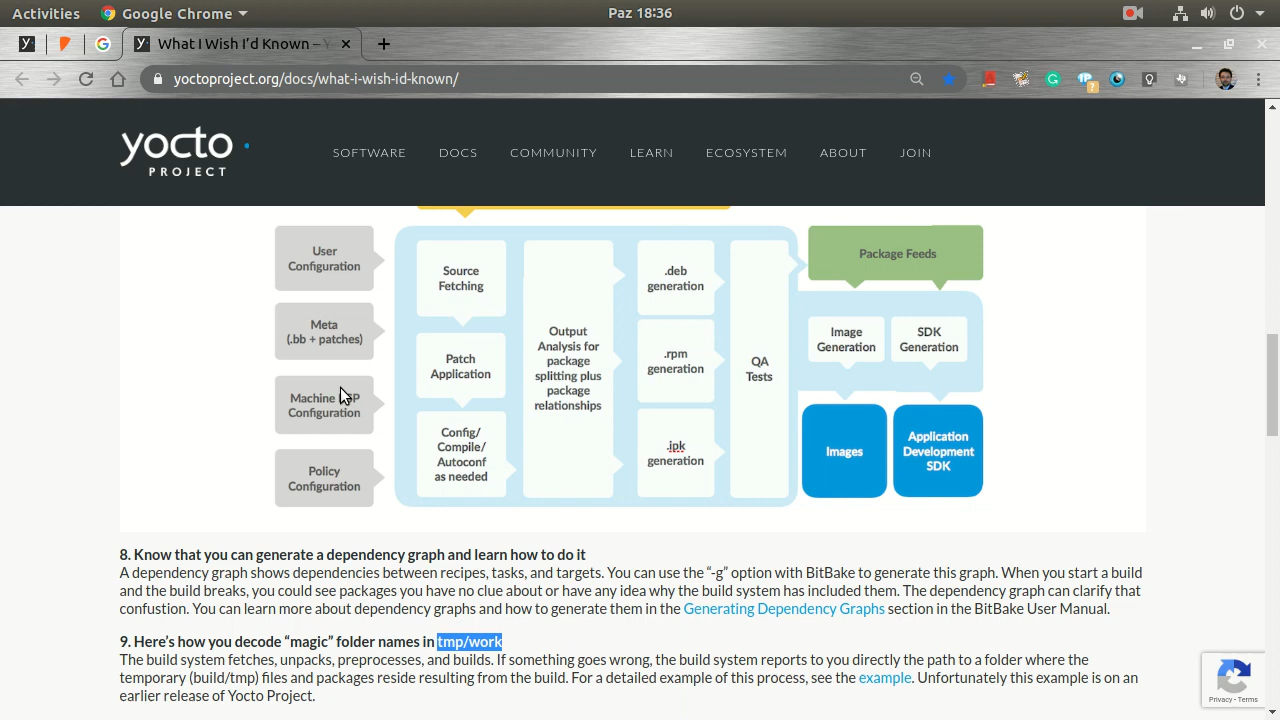 Activities
Google Chrome
Paz 18:36
What I Wish I'd Known – Y
yoctoproject.org/docs/what-i-wish-id-known/
yocto
PROJECT
SOFTWARE
DOCS
COMMUNITY
LEARN
ECOSYSTEM
ABOUT
JOIN
User
Configuration
Meta
(.bb + patches)
Machine
Configuration
Policy
Configuration
Source
Fetching
Patch
Application
Config/
Compile/
Autoconf
as needed
Output
Analysis for
package
splitting plus
package
relationships
.deb
generation
.rpm
generation
.ipk
generation
QA
Tests
Package Feeds
Image
Generation
SDK
Generation
Images
Application
Development
SDK
8. Know that you can generate a dependency graph and learn how to do it
A dependency graph shows dependencies between recipes, tasks, and targets. You can use the “-g” option with BitBake to generate this graph. When you start a build
and the build breaks, you could see packages you have no clue about or have any idea why the build system has included them. The dependency graph can clarify that
confustion. You can learn more about dependency graphs and how to generate them in the Generating Dependency Graphs section in the BitBake User Manual.
9. Here’s how you decode “magic” folder names in tmp/work
The build system fetches, unpacks, preprocesses, and builds. If something goes wrong, the build system reports to you directly the path to a folder where the
temporary (build/tmp) files and packages reside resulting from the build. For a detailed example of this process, see the example. Unfortunately this example is on an
earlier release of Yocto Project.
Privacy - Terms